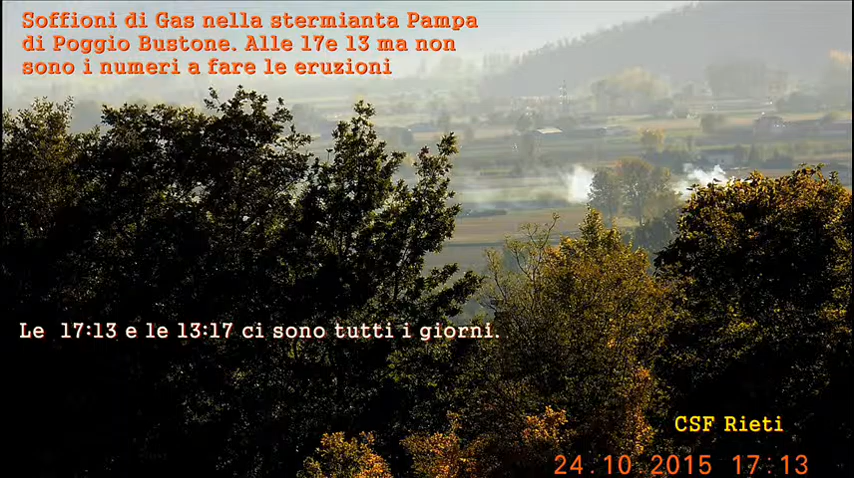 Soffioni di Gas nella stermianta Pampa
di Poggio Bustone. Alle 17e 13 ma non
sono i numeri a fare le eruzioni
Le 17:13 e le 13:17 ci sono tutti i giorni.
CSF Rieti
24.10 2015 17:13